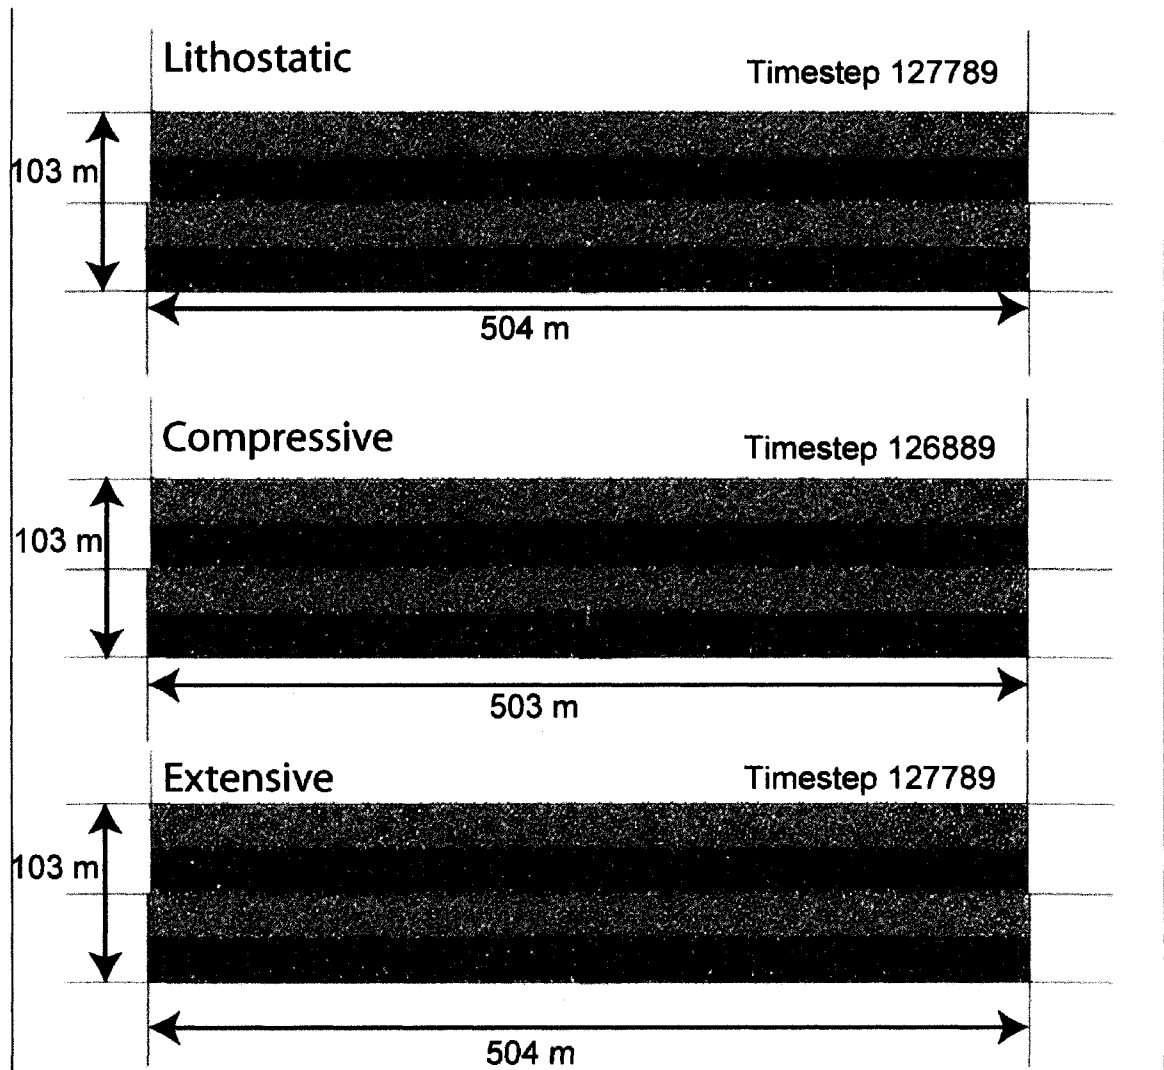 Lithostatic
Timestep 127789
103 m
504 m
Compressive
Timestep 126889
103 m
503 m
Extensive
Timestep 127789
103 m
504 m